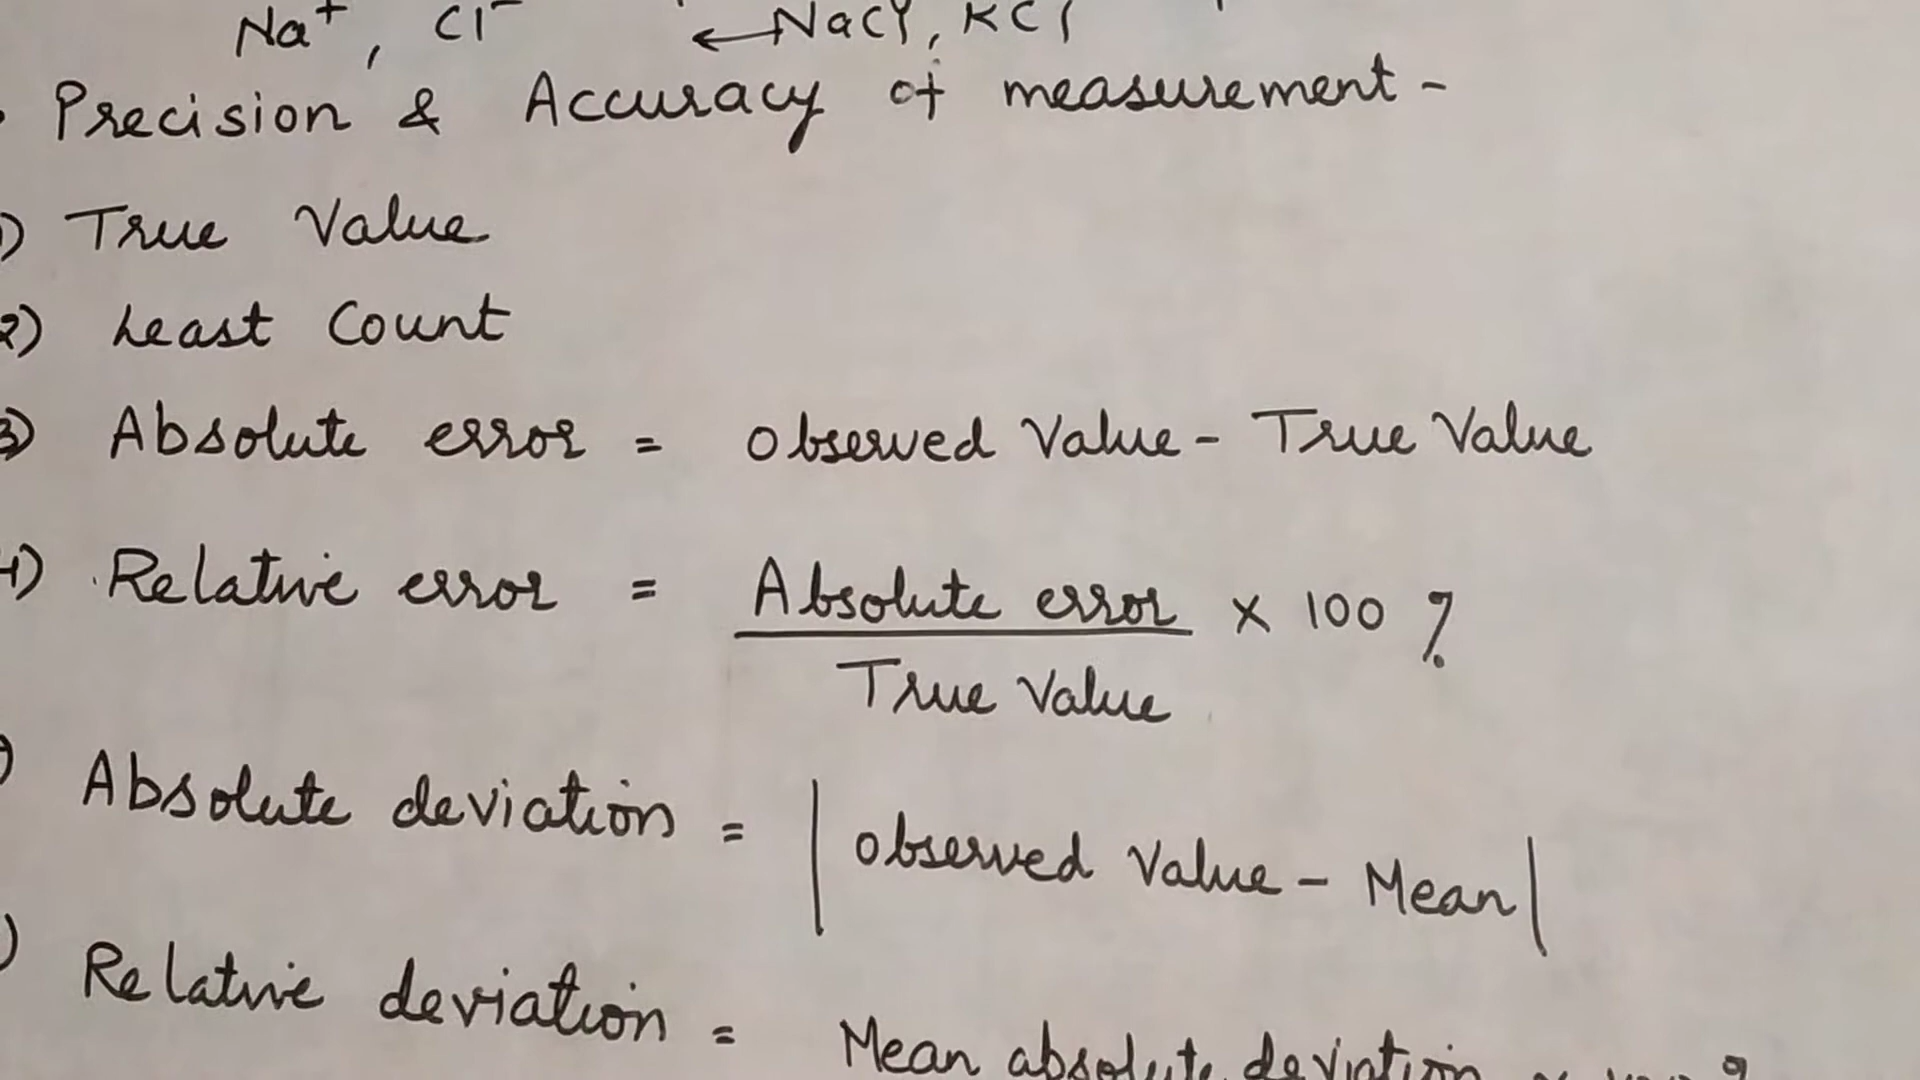 Na⁺, Cl⁻ ← NaCl, KCl
Precision & Accuracy of measurement -
1) True Value
2) Least Count
3) Absolute error = Observed Value - True Value
4) Relative error = Absolute error × 100 %
True Value
Absolute deviation = | Observed Value - Mean |
Relative deviation = Mean absolute deviation